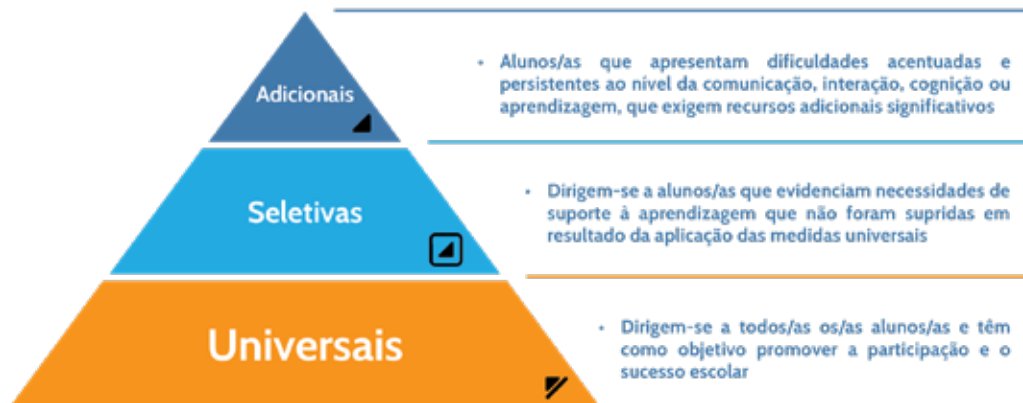 Adicionais
• Alunos/as que apresentam dificuldades acentuadas e
persistentes ao nível da comunicação, interação, cognição ou
aprendizagem, que exigem recursos adicionais significativos
Seletivas
• Dirigem-se a alunos/as que evidenciam necessidades de
suporte à aprendizagem que não foram supridas em
resultado da aplicação das medidas universais
Universais
• Dirigem-se a todos/as os/as alunos/as e têm
como objetivo promover a participação e o
sucesso escolar